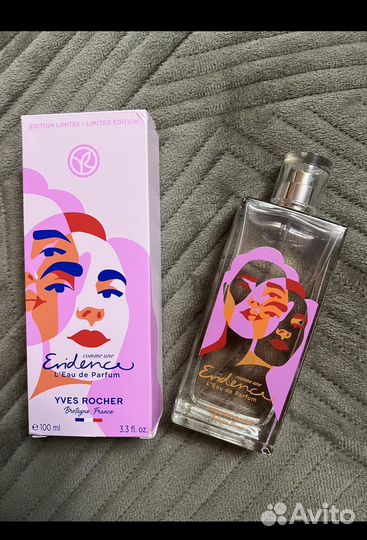 EDITION LIMITEE - LIMITED EDITION
YR
comme une
Evidence
L'Eau de Parfum
YVES ROCHER
Bretagne, France
e 100 ml 3.3 fl. oz.
comme une
Evidence
L'Eau de Parfum
Avito